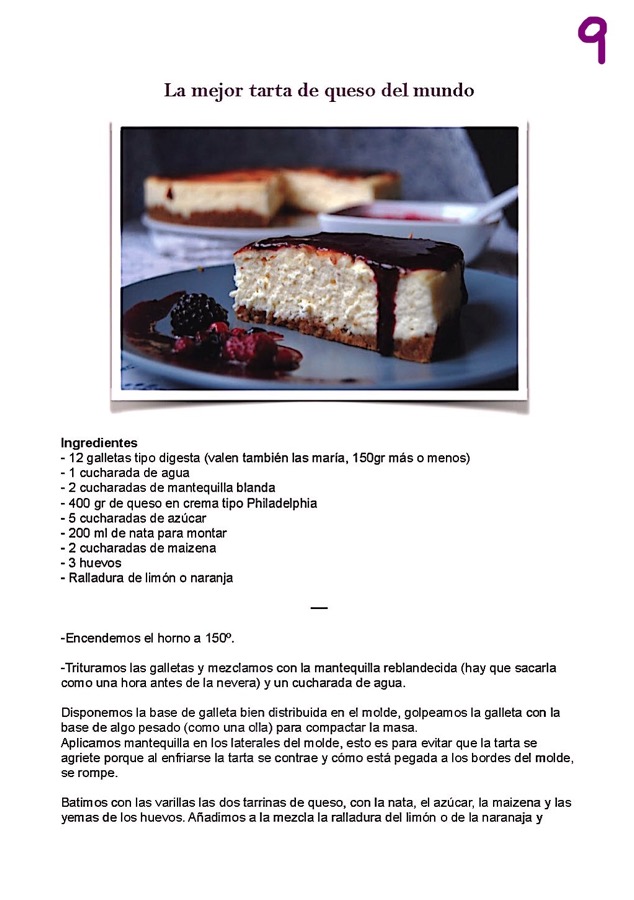 9
La mejor tarta de queso del mundo
Ingredientes
- 12 galletas tipo digesta (valen también las maría, 150gr más o menos)
- 1 cucharada de agua
- 2 cucharadas de mantequilla blanda
- 400 gr de queso en crema tipo Philadelphia
- 5 cucharadas de azúcar
- 200 ml de nata para montar
- 2 cucharadas de maizena
- 3 huevos
- Ralladura de limón o naranja
—
-Encendemos el horno a 150º.
-Trituramos las galletas y mezclamos con la mantequilla reblandecida (hay que sacarla
como una hora antes de la nevera) y un cucharada de agua.
Disponemos la base de galleta bien distribuida en el molde, golpeamos la galleta con la
base de algo pesado (como una olla) para compactar la masa.
Aplicamos mantequilla en los laterales del molde, esto es para evitar que la tarta se
agriete porque al enfriarse la tarta se contrae y cómo está pegada a los bordes del molde,
se rompe.
Batimos con las varillas las dos tarrinas de queso, con la nata, el azúcar, la maizena y las
yemas de los huevos. Añadimos a la mezcla la ralladura del limón o de la naranaja y